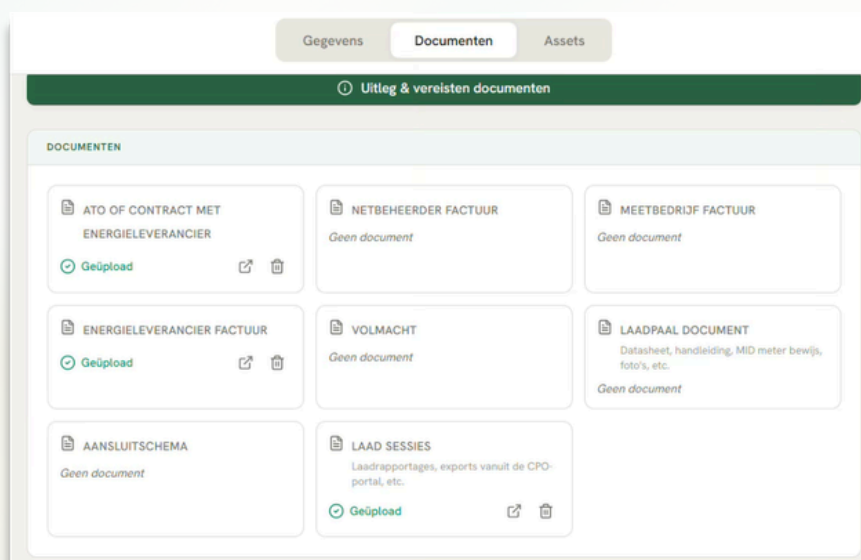 Gegevens
Documenten
Assets
Uitleg & vereisten documenten
DOCUMENTEN
ATO OF CONTRACT MET
ENERGIELEVERANCIER
Geüpload
NETBEHEERDER FACTUUR
Geen document
MEETBEDRIJF FACTUUR
Geen document
ENERGIELEVERANCIER FACTUUR
Geüpload
VOLMACHT
Geen document
LAADPAAL DOCUMENT
Datasheet, handleiding, MID meter bewijs,
foto's, etc.
Geen document
AANSLUITSCHEMA
Geen document
LAAD SESSIES
Laadrapportages, exports vanuit de CPO-
portal, etc.
Geüpload